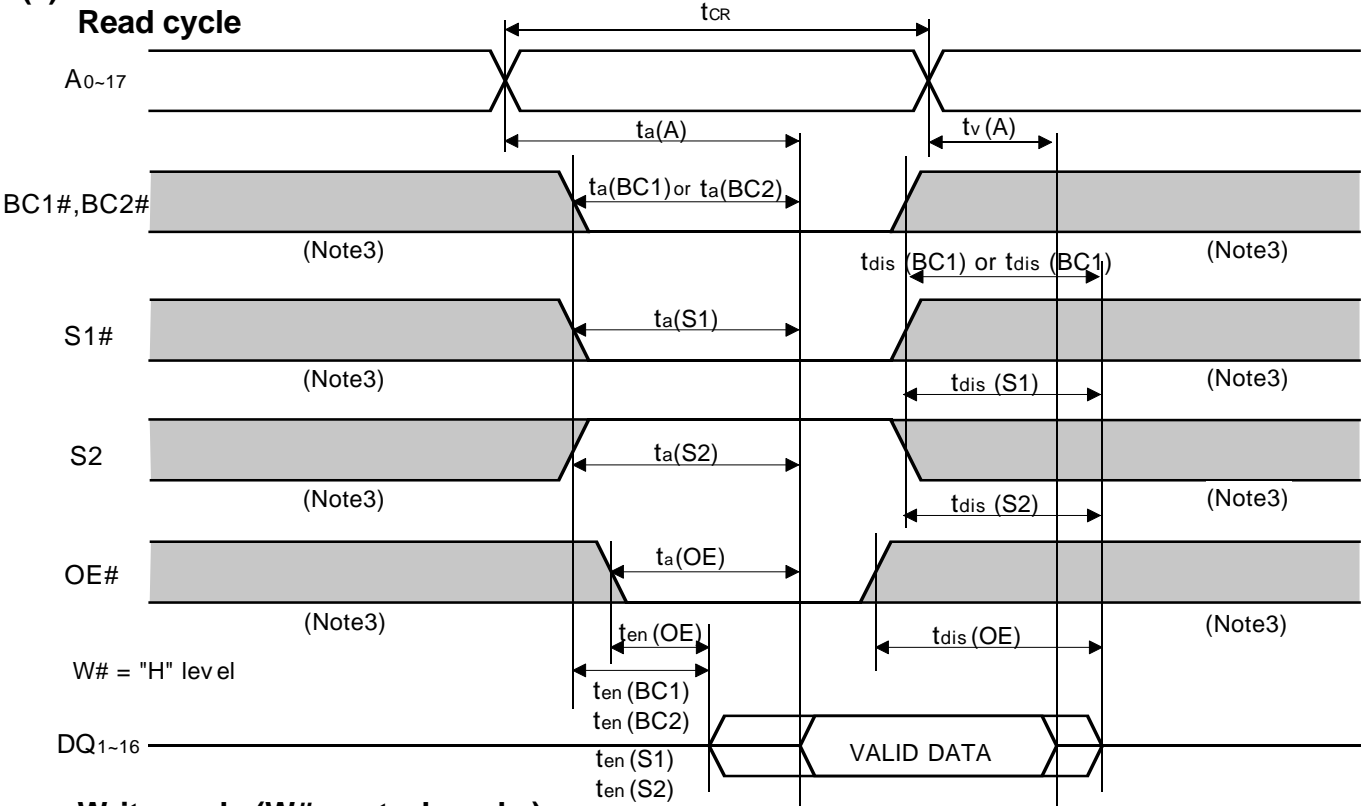 Read cycle
tCR
A0~17
ta(A)
tv (A)
BC1#,BC2#
ta(BC1) or ta(BC2)
(Note3)
(Note3)
tdis (BC1) or tdis (BC1)
S1#
ta(S1)
(Note3)
(Note3)
tdis (S1)
S2
ta(S2)
(Note3)
(Note3)
tdis (S2)
OE#
ta(OE)
(Note3)
(Note3)
ten (OE)
tdis (OE)
W# = "H" level
ten (BC1)
ten (BC2)
DQ1~16
VALID DATA
ten (S1)
ten (S2)